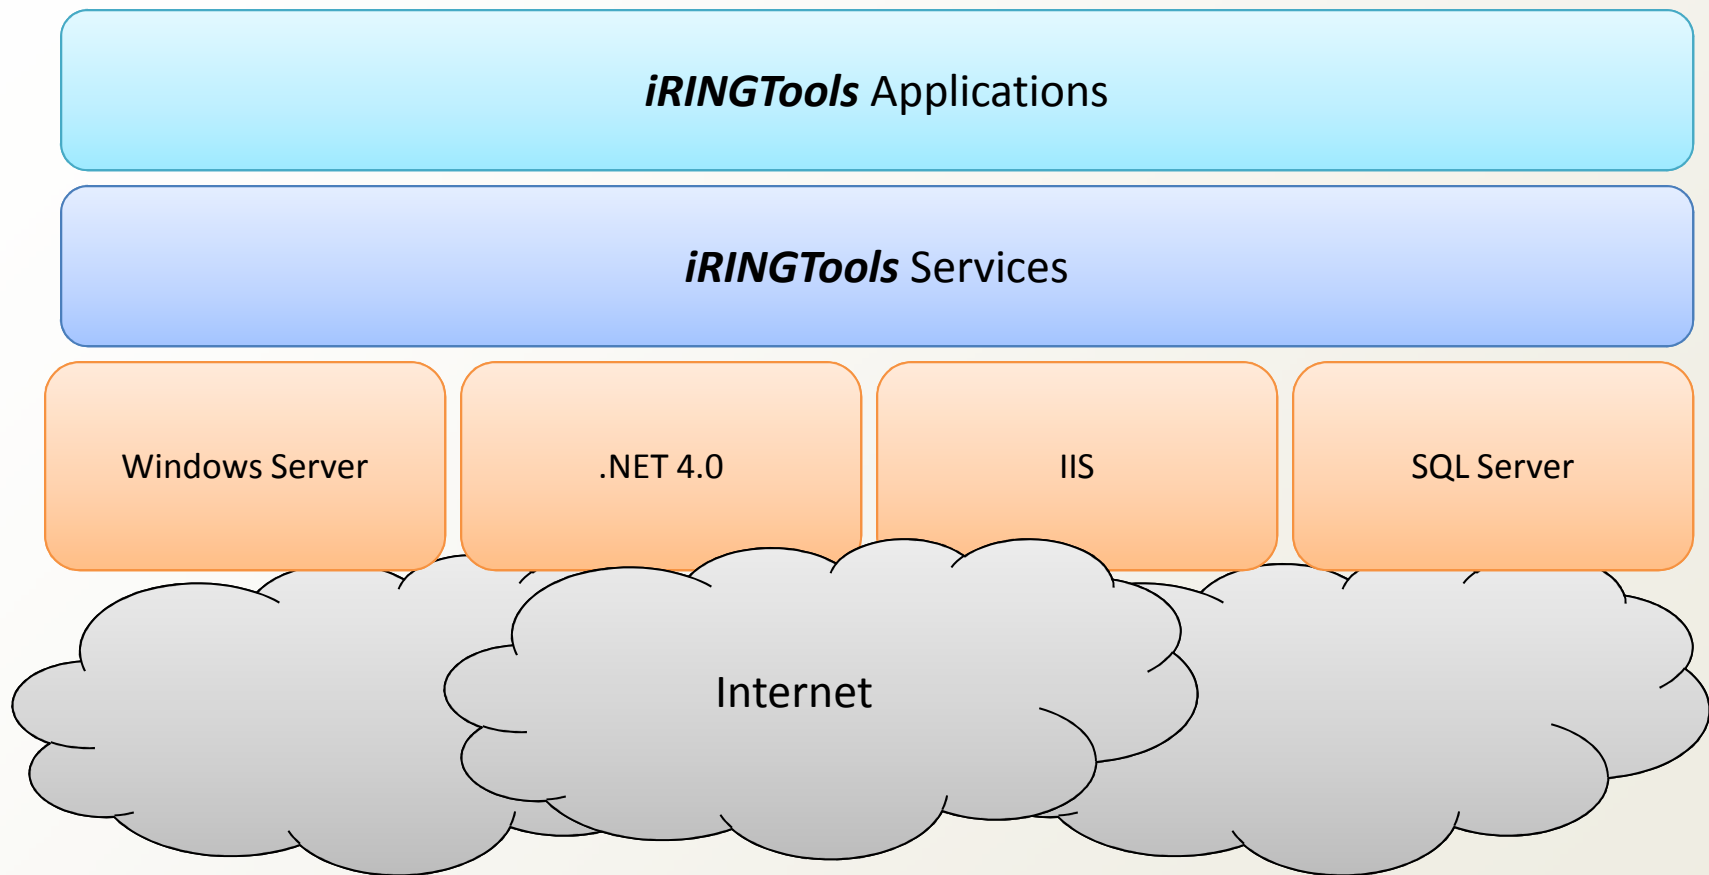 iRINGTools Applications
iRINGTools Services
Windows Server
.NET 4.0
IIS
SQL Server
Internet